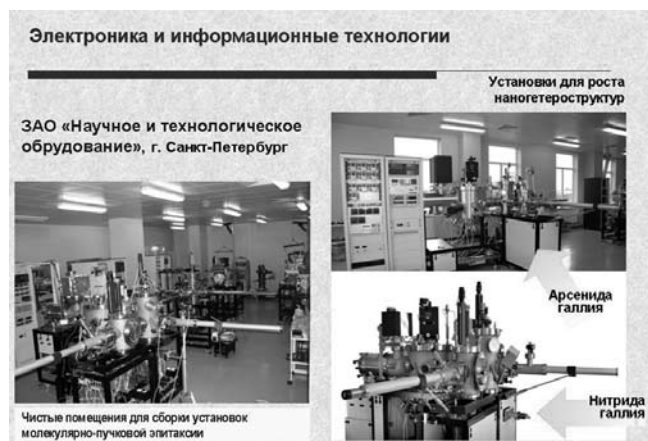 Электроника и информационные технологии
Установки для роста
наногетероструктур
ЗАО «Научное и технологическое
обрудование», г. Санкт-Петербург
Арсенида
галлия
Нитрида
галлия
Чистые помещения для сборки установок
молекулярно-пучковой эпитаксии